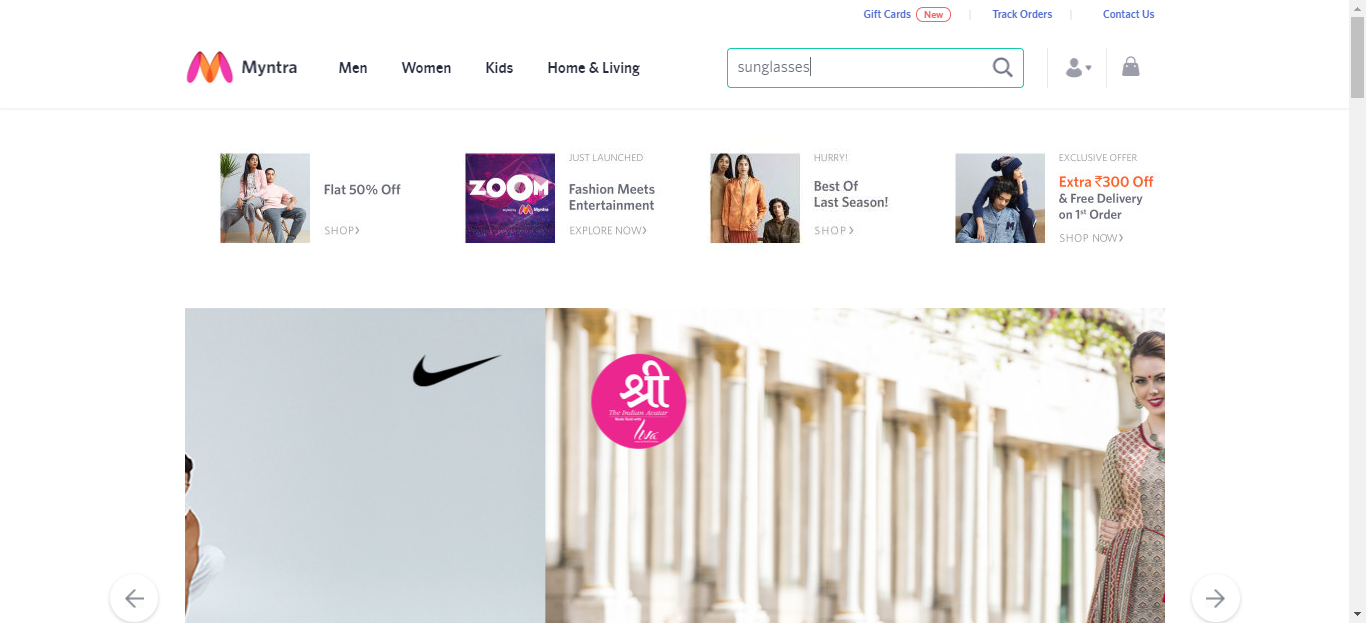 Gift Cards New Track Orders Contact Us
Myntra Men Women Kids Home & Living sunglasses
Flat 50% Off
SHOP
ZOOM
Myntra
JUST LAUNCHED
Fashion Meets
Entertainment
EXPLORE NOW
HURRY!
Best Of
Last Season!
SHOP
M
EXCLUSIVE OFFER
Extra ₹300 Off
& Free Delivery
on 1st Order
SHOP NOW
श्री
The Indian Avatar
Liva